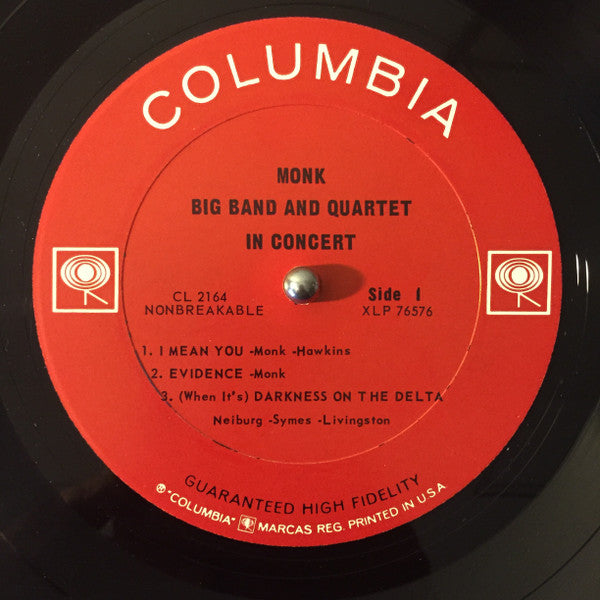 COLUMBIA
MONK
BIG BAND AND QUARTET
IN CONCERT
CL 2164
NONBREAKABLE
Side 1
XLP 76576
1. I MEAN YOU -Monk -Hawkins
2. EVIDENCE -Monk
3. (When It's) DARKNESS ON THE DELTA
Neiburg -Symes -Livingston
GUARANTEED HIGH FIDELITY
® "COLUMBIA" MARCAS REG. PRINTED IN U.S.A.